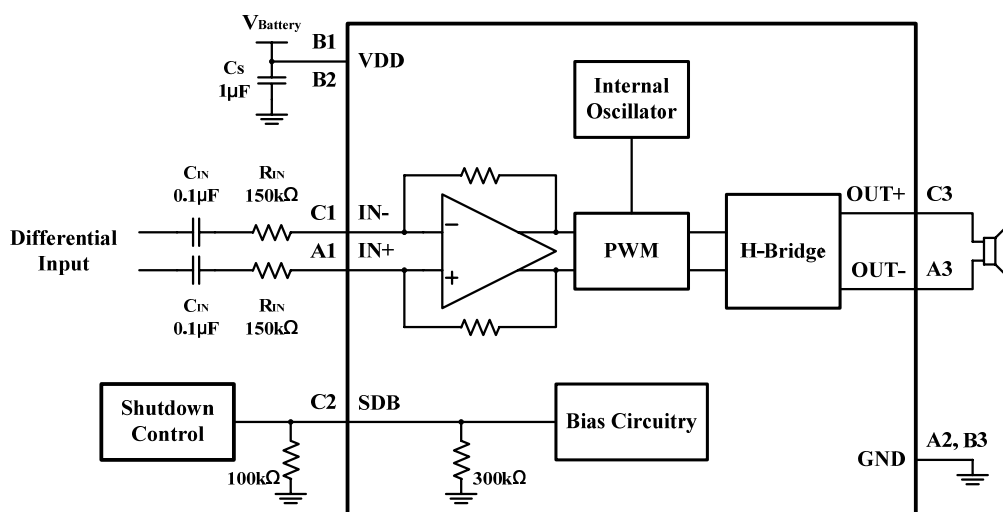 VBattery
B1
VDD
B2
Cs
1μF
Internal
Oscillator
CIN
0.1μF
RIN
150kΩ
C1
IN-
OUT+
C3
Differential
Input
−
PWM
H-Bridge
A1
IN+
+
OUT−
A3
CIN
0.1μF
RIN
150kΩ
Shutdown
Control
C2
SDB
Bias Circuitry
100kΩ
300kΩ
GND
A2, B3